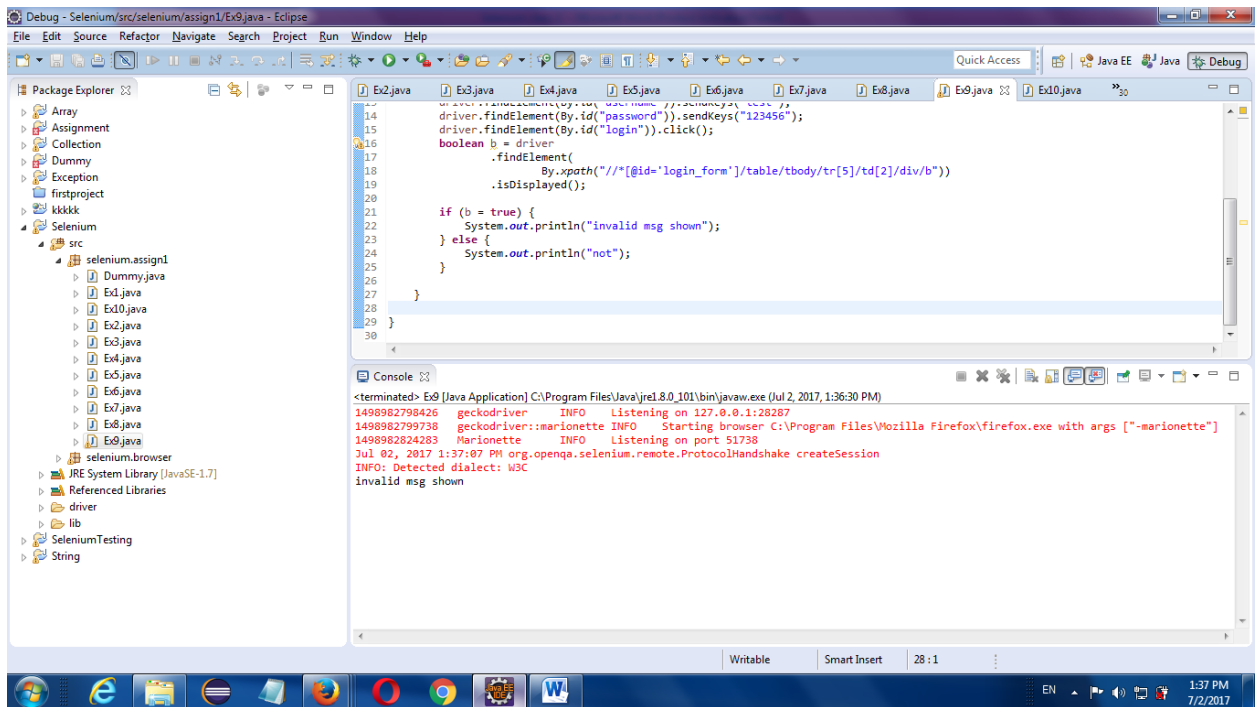 Debug - Selenium/src/selenium/assign1/Ex9.java - Eclipse
File Edit Source Refactor Navigate Search Project Run Window Help
Quick Access Java EE Java Debug
Package Explorer
Array
Assignment
Collection
Dummy
Exception
firstproject
kkkkk
Selenium
src
selenium.assign1
Dummy.java
Ex1.java
Ex10.java
Ex2.java
Ex3.java
Ex4.java
Ex5.java
Ex6.java
Ex7.java
Ex8.java
Ex9.java
selenium.browser
JRE System Library [JavaSE-1.7]
Referenced Libraries
driver
lib
SeleniumTesting
String
Ex2.java Ex3.java Ex4.java Ex5.java Ex6.java Ex7.java Ex8.java Ex9.java Ex10.java »30
13 driver.findElement(By.id("username")).sendKeys("test");
14 driver.findElement(By.id("password")).sendKeys("123456");
15 driver.findElement(By.id("login")).click();
16 boolean b = driver
17 .findElement(
18 By.xpath("//*[@id='login_form']/table/tbody/tr[5]/td[2]/div/b"))
19 .isDisplayed();
20
21 if (b = true) {
22 System.out.println("invalid msg shown");
23 } else {
24 System.out.println("not");
25 }
26
27 }
28
29 }
30
Console
<terminated> Ex9 [Java Application] C:\Program Files\Java\jre1.8.0_101\bin\javaw.exe (Jul 2, 2017, 1:36:30 PM)
1498982798426 geckodriver INFO Listening on 127.0.0.1:28287
1498982799738 geckodriver::marionette INFO Starting browser C:\Program Files\Mozilla Firefox\firefox.exe with args ["-marionette"]
1498982824283 Marionette INFO Listening on port 51738
Jul 02, 2017 1:37:07 PM org.openqa.selenium.remote.ProtocolHandshake createSession
INFO: Detected dialect: W3C
invalid msg shown
Writable Smart Insert 28 : 1
Java EE IDE
W
EN 1:37 PM
7/2/2017